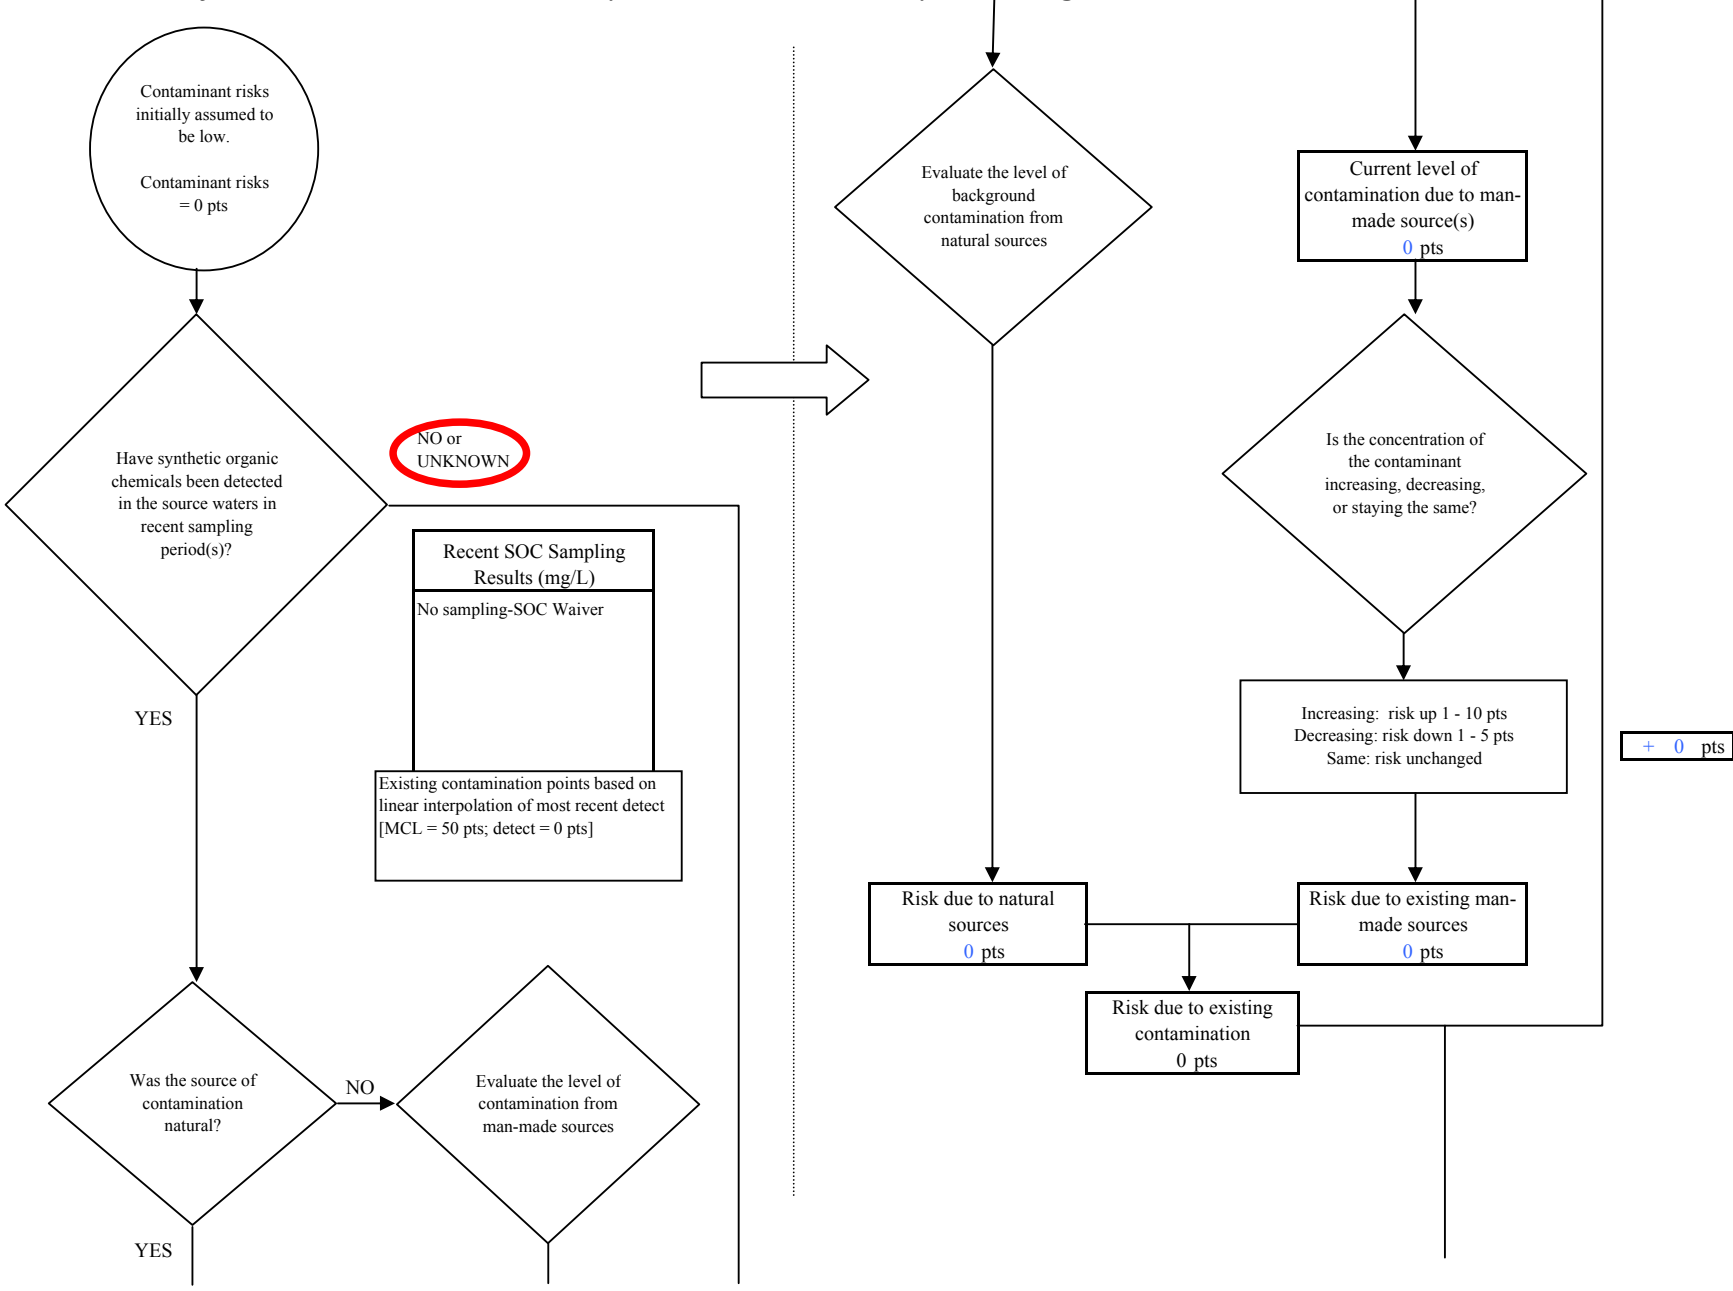 Contaminant risks
initially assumed to
be low.
Contaminant risks
= 0 pts
Have synthetic organic
chemicals been detected
in the source waters in
recent sampling
period(s)?
NO or
UNKNOWN
Recent SOC Sampling
Results (mg/L)
No sampling-SOC Waiver
Existing contamination points based on
linear interpolation of most recent detect
[MCL = 50 pts; detect = 0 pts]
YES
Was the source of
contamination
natural?
NO
Evaluate the level of
contamination from
man-made sources
YES
Evaluate the level of
background
contamination from
natural sources
Current level of
contamination due to man-
made source(s)
0 pts
Is the concentration of
the contaminant
increasing, decreasing,
or staying the same?
Increasing: risk up 1 - 10 pts
Decreasing: risk down 1 - 5 pts
Same: risk unchanged
+ 0 pts
Risk due to natural
sources
0 pts
Risk due to existing man-
made sources
0 pts
Risk due to existing
contamination
0 pts